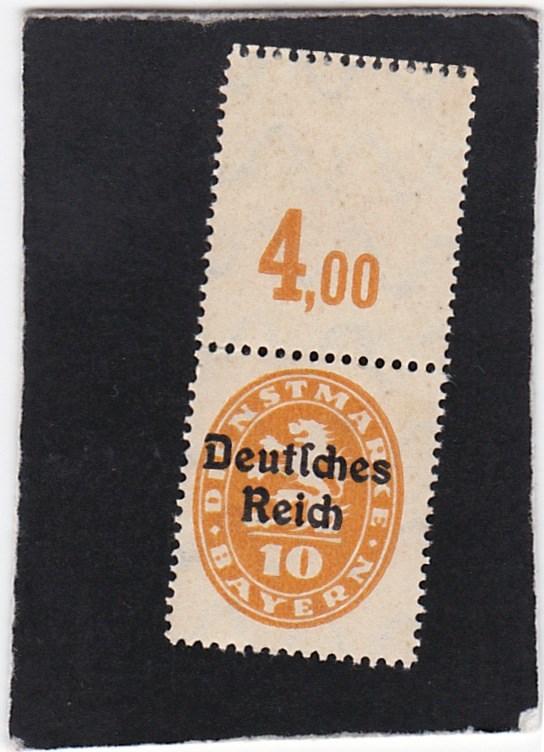 4,00
DIENSTMARKE
Deutſches
Reich
10
BAYERN